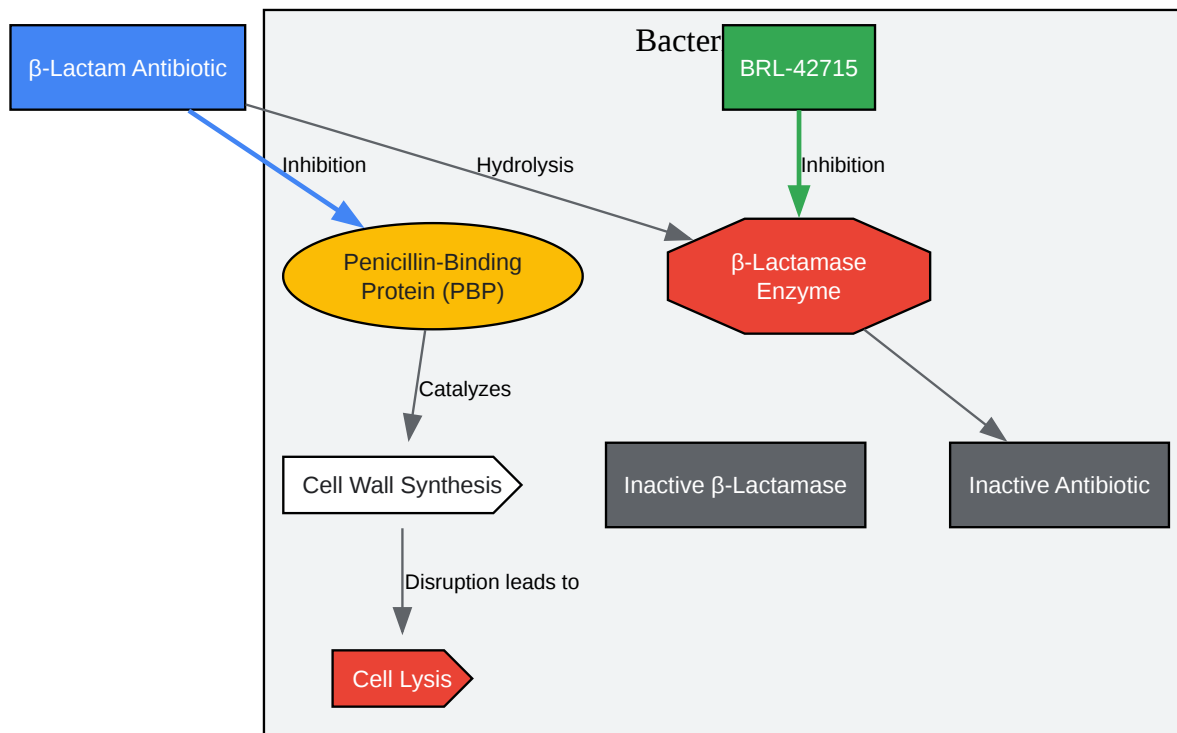 Bacter
β-Lactam Antibiotic
BRL-42715
Inhibition
Hydrolysis
Inhibition
Penicillin-Binding
Protein (PBP)
β-Lactamase
Enzyme
Catalyzes
Cell Wall Synthesis
Inactive β-Lactamase
Inactive Antibiotic
Disruption leads to
Cell Lysis